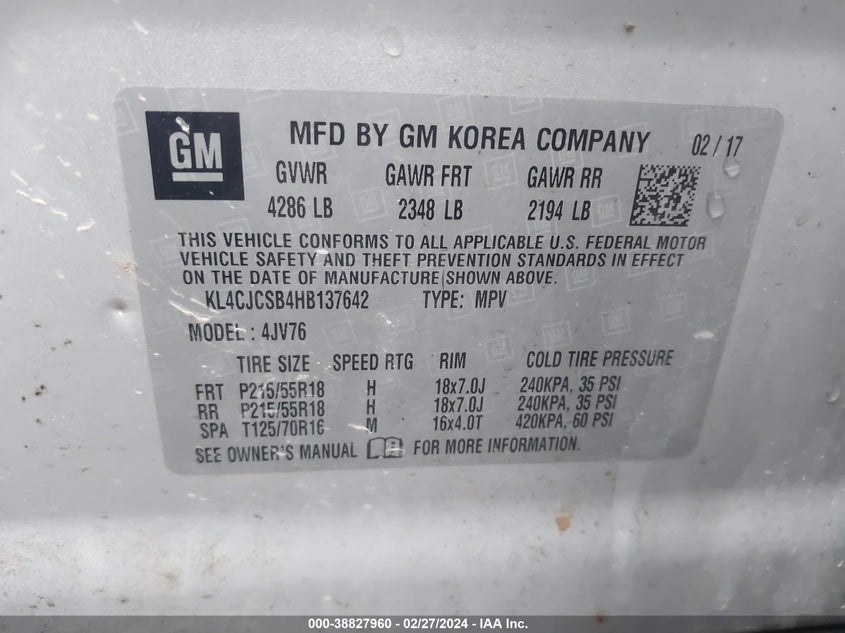 GM MFD BY GM KOREA COMPANY 02/17
GVWR GAWR FRT GAWR RR
4286 LB 2348 LB 2194 LB
THIS VEHICLE CONFORMS TO ALL APPLICABLE U.S. FEDERAL MOTOR
VEHICLE SAFETY AND THEFT PREVENTION STANDARDS IN EFFECT
ON THE DATE OF MANUFACTURE SHOWN ABOVE.
KL4CJCSB4HB137642 TYPE: MPV
MODEL : 4JV76
TIRE SIZE SPEED RTG RIM COLD TIRE PRESSURE
FRT P215/55R18 H 18x7.0J 240KPA, 35 PSI
RR P215/55R18 H 18x7.0J 240KPA, 35 PSI
SPA T125/70R16 M 16x4.0T 420KPA, 60 PSI
SEE OWNER'S MANUAL FOR MORE INFORMATION.
000-38827960 - 02/27/2024 - IAA Inc.